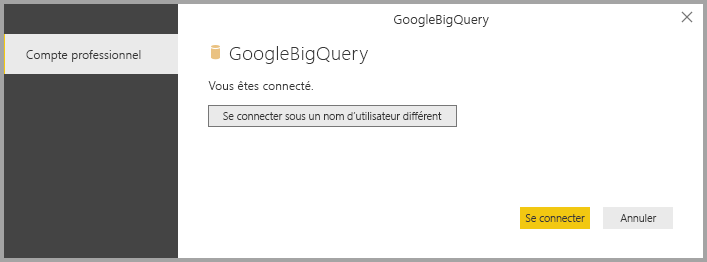 GoogleBigQuery
Compte professionnel
GoogleBigQuery
Vous êtes connecté.
Se connecter sous un nom d'utilisateur différent
Se connecter
Annuler